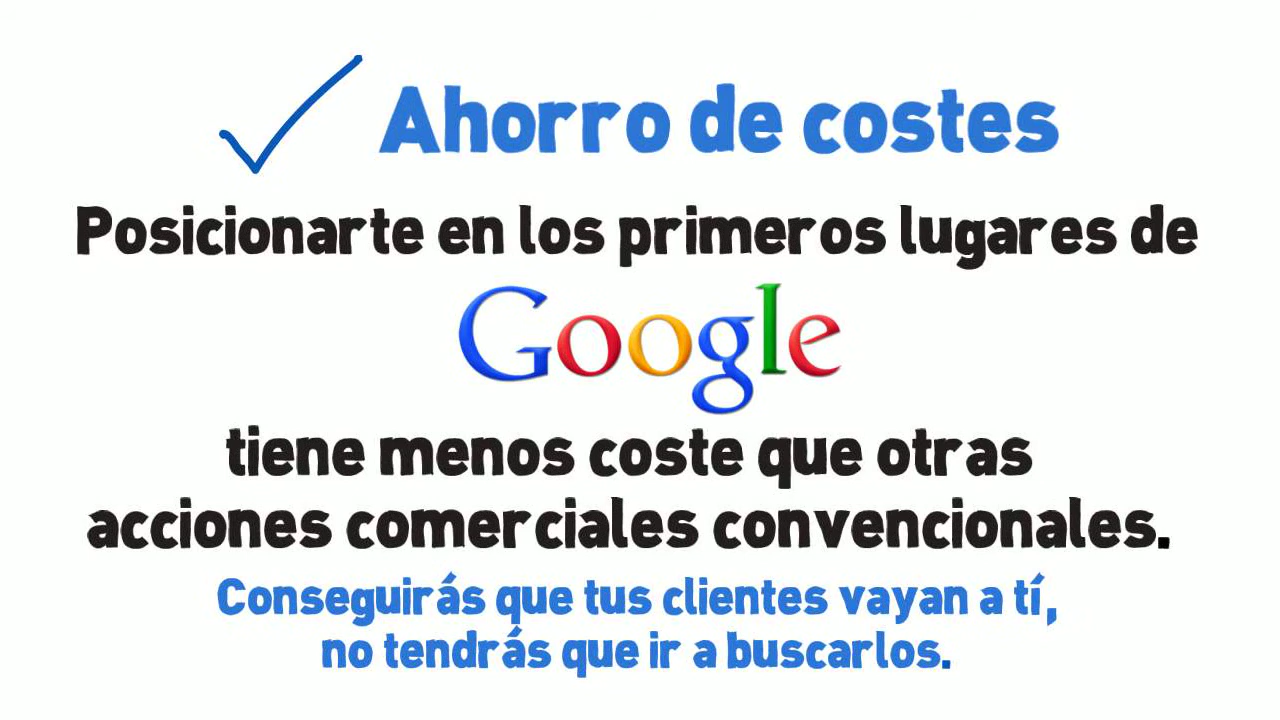 Ahorro de costes
Posicionarte en los primeros lugares de
Google
tiene menos coste que otras
acciones comerciales convencionales.
Conseguirás que tus clientes vayan a tí,
no tendrás que ir a buscarlos.